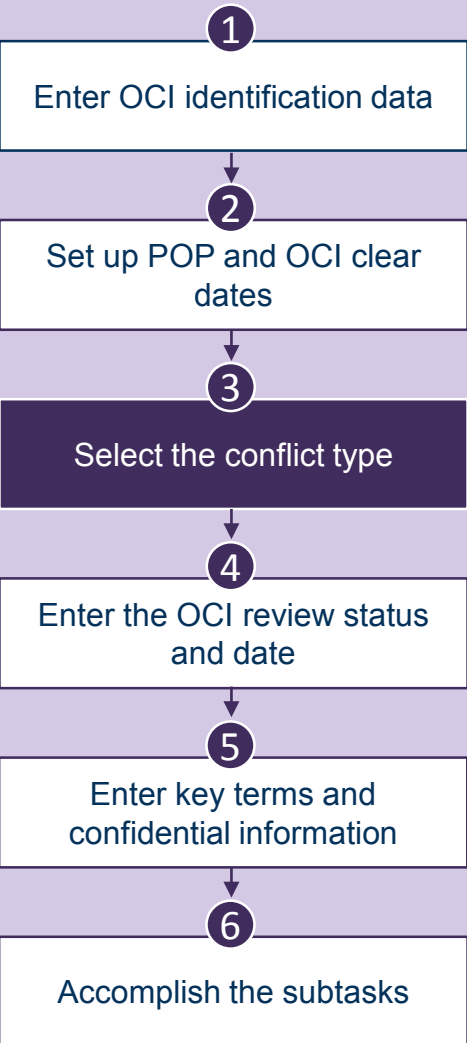 1
Enter OCI identification data
2
Set up POP and OCI clear
dates
3
Select the conflict type
4
Enter the OCI review status
and date
5
Enter key terms and
confidential information
6
Accomplish the subtasks